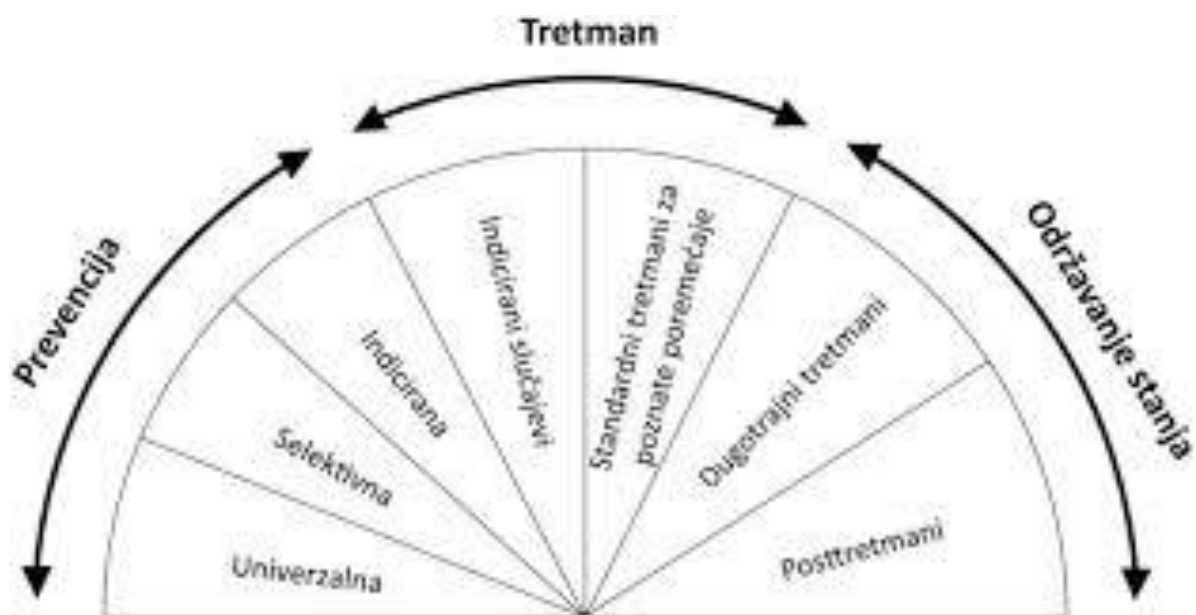 Tretman
Prevencija
Održavanje stanja
Univerzalna
Selektivna
Indicirana
Indicirani slučajevi
Standardni tretmani za
poznate poremećaje
Dugotrajni tretmani
Posttretmani